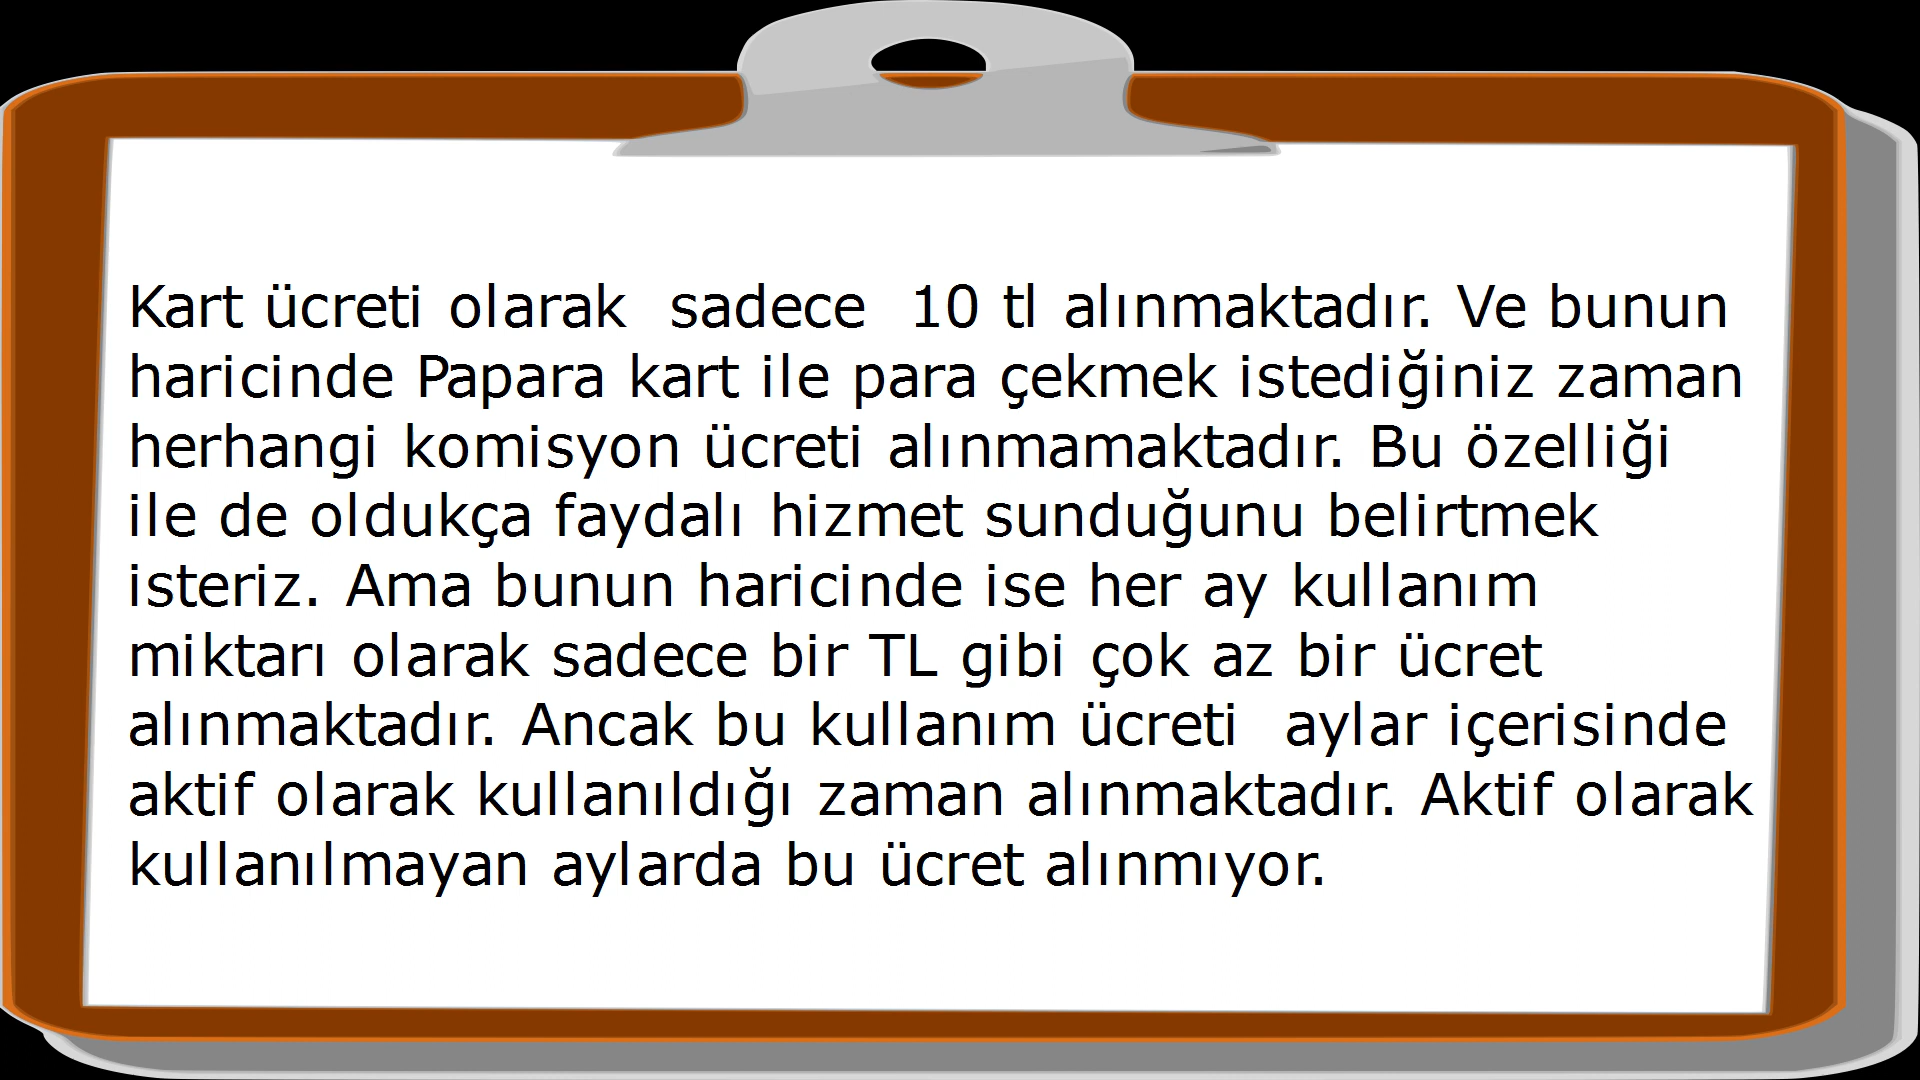 Kart ücreti olarak  sadece  10 tl alınmaktadır. Ve bunun
haricinde Papara kart ile para çekmek istediğiniz zaman
herhangi komisyon ücreti alınmamaktadır. Bu özelliği
ile de oldukça faydalı hizmet sunduğunu belirtmek
isteriz. Ama bunun haricinde ise her ay kullanım
miktarı olarak sadece bir TL gibi çok az bir ücret
alınmaktadır. Ancak bu kullanım ücreti  aylar içerisinde
aktif olarak kullanıldığı zaman alınmaktadır. Aktif olarak
kullanılmayan aylarda bu ücret alınmıyor.